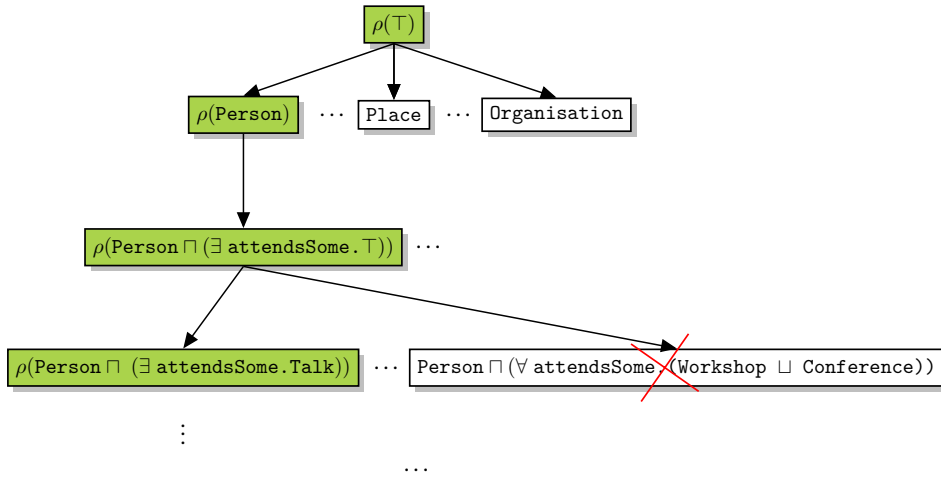 ρ(⊤)
ρ(Person) ··· Place ··· Organisation
ρ(Person ⊓ (∃ attendsSome.⊤)) ···
ρ(Person ⊓ (∃ attendsSome.Talk)) ··· Person ⊓ (∀ attendsSome.(Workshop ⊔ Conference))
⋮
···